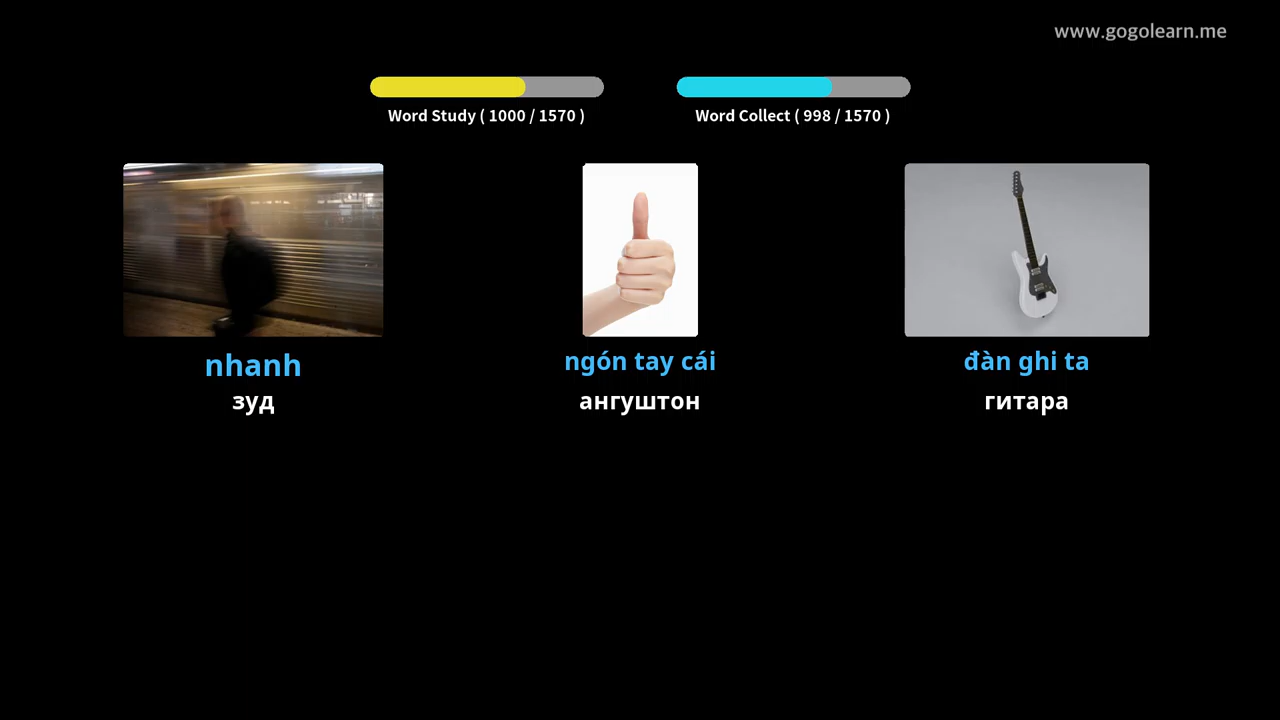 www.gogolearn.me
Word Study ( 1000 / 1570 )
Word Collect ( 998 / 1570 )
nhanh
зуд
ngón tay cái
ангуштон
đàn ghi ta
гитара